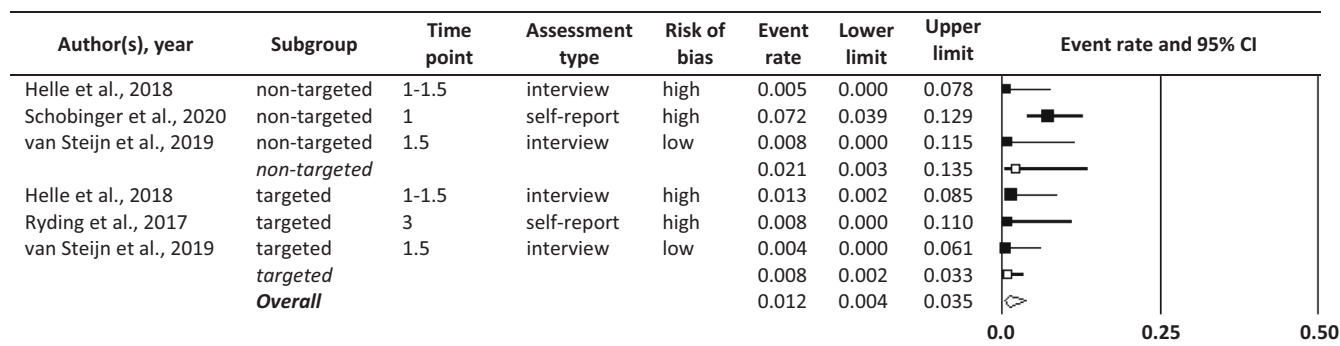 Author(s), year Subgroup Time point Assessment type Risk of bias Event rate Lower limit Upper limit Event rate and 95% CI
Helle et al., 2018 non-targeted 1-1.5 interview high 0.005 0.000 0.078
Schobinger et al., 2020 non-targeted 1 self-report high 0.072 0.039 0.129
van Steijn et al., 2019 non-targeted 1.5 interview low 0.008 0.000 0.115
non-targeted 0.021 0.003 0.135
Helle et al., 2018 targeted 1-1.5 interview high 0.013 0.002 0.085
Ryding et al., 2017 targeted 3 self-report high 0.008 0.000 0.110
van Steijn et al., 2019 targeted 1.5 interview low 0.004 0.000 0.061
targeted 0.008 0.002 0.033
Overall 0.012 0.004 0.035
0.0 0.25 0.50